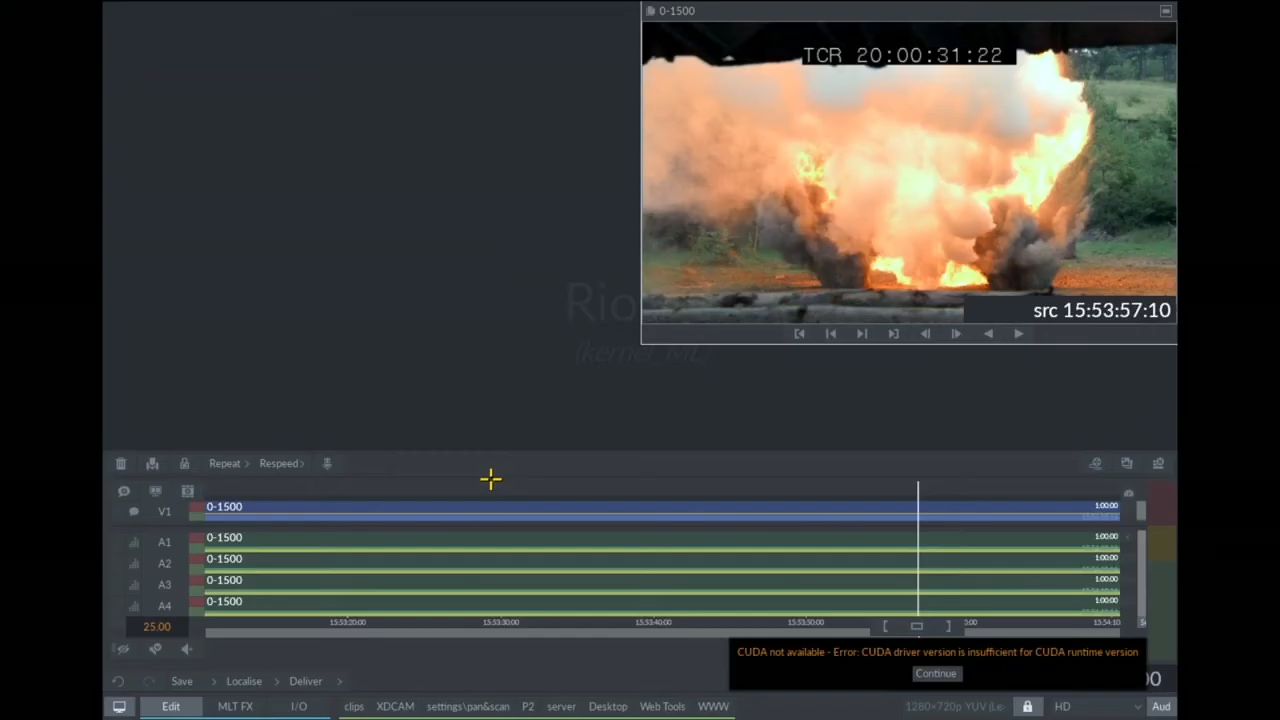 0-1500
TCR 20:00:31:22
src 15:53:57:10
Rio
(kernel_Mt
Repeat > Respeed>
V1 0-1500 1:00:00
A1 0-1500 1:00:00
A2 0-1500 1:00:00
A3 0-1500 1:00:00
A4 0-1500 1:00:00
25.00 15:53:20:00 15:53:30:00 15:53:40:00 15:53:50:00 15:54:10
CUDA not available - Error: CUDA driver version is insufficient for CUDA runtime version
Continue
Save > Localise > Deliver >
Edit MLT FX I/O clips XDCAM settings\pan&scan P2 server Desktop Web Tools WWW 1280x720p YUV (Le HD Aud